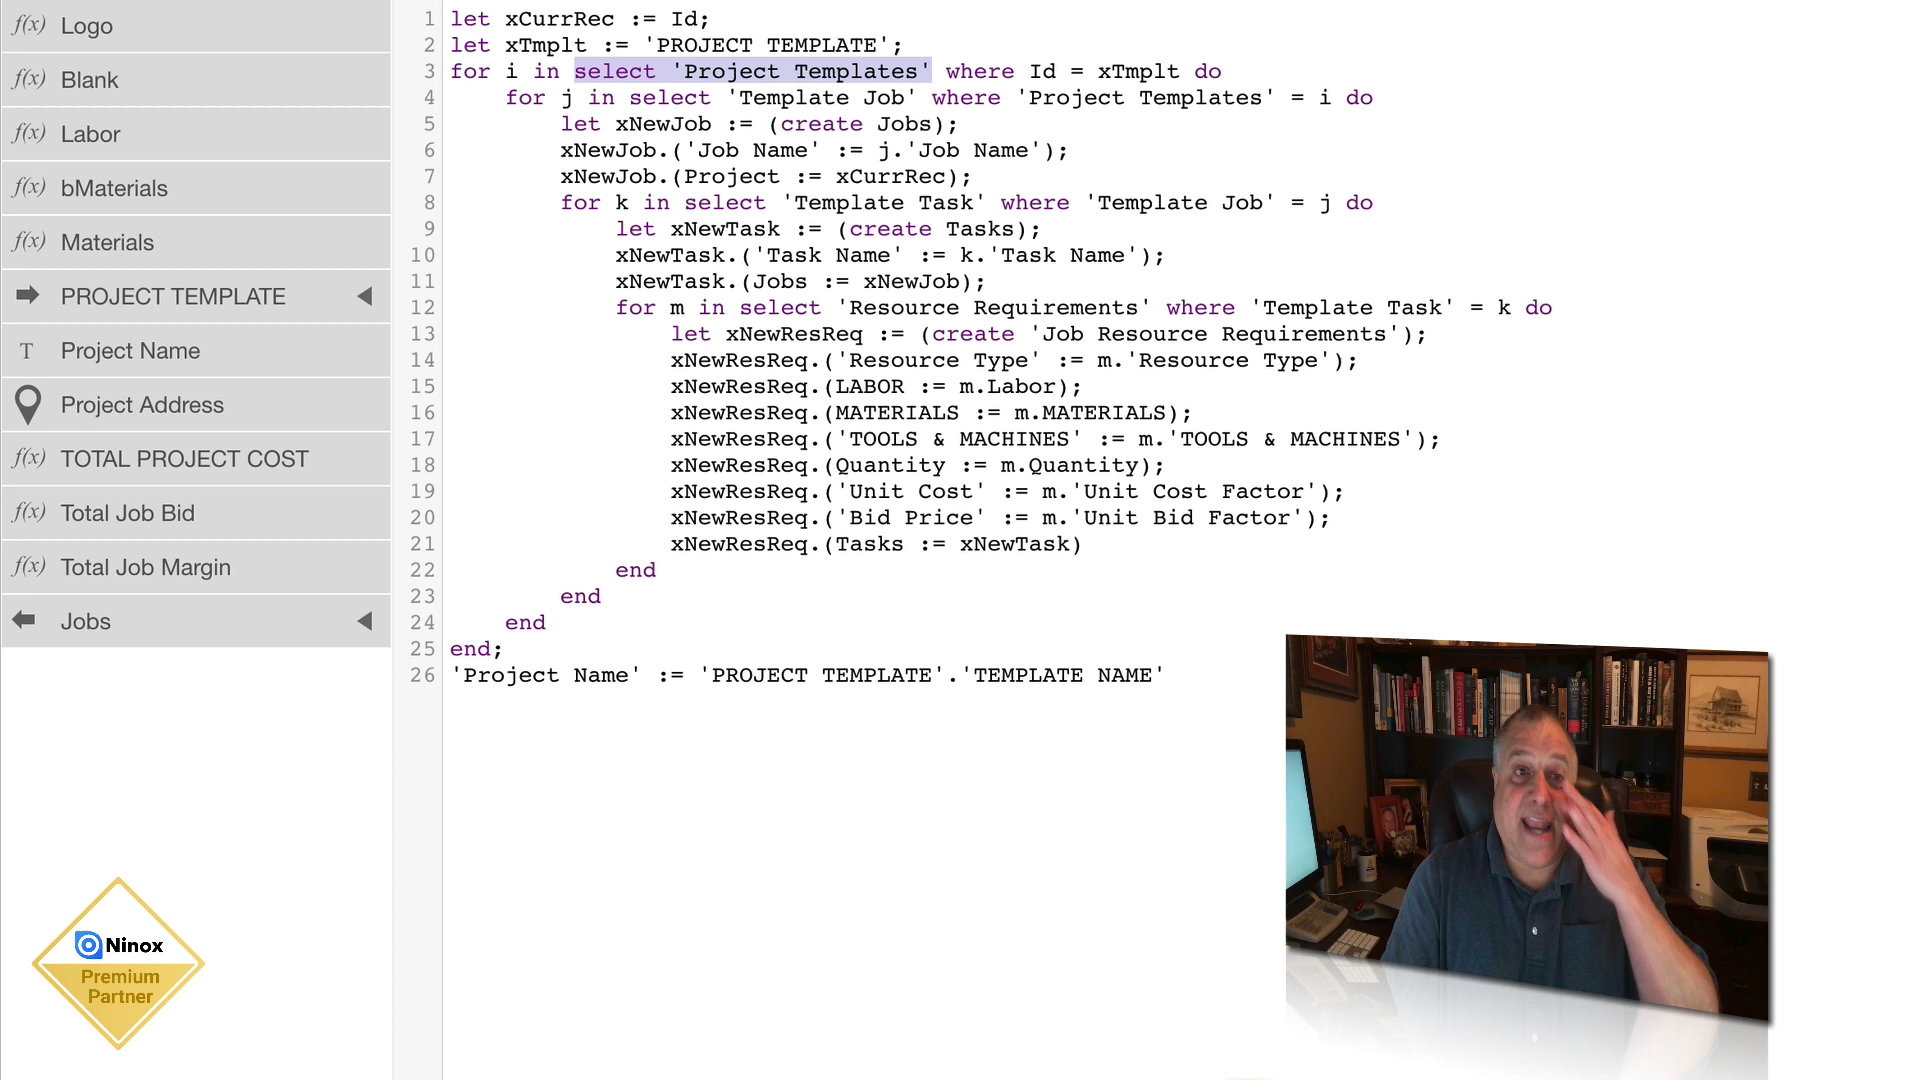 f(x) Logo
f(x) Blank
f(x) Labor
f(x) bMaterials
f(x) Materials
PROJECT TEMPLATE
T Project Name
Project Address
f(x) TOTAL PROJECT COST
f(x) Total Job Bid
f(x) Total Job Margin
Jobs
Ninox
Premium
Partner
1 let xCurrRec := Id;
2 let xTmplt := 'PROJECT TEMPLATE';
3 for i in select 'Project Templates' where Id = xTmplt do
4 for j in select 'Template Job' where 'Project Templates' = i do
5 let xNewJob := (create Jobs);
6 xNewJob.('Job Name' := j.'Job Name');
7 xNewJob.(Project := xCurrRec);
8 for k in select 'Template Task' where 'Template Job' = j do
9 let xNewTask := (create Tasks);
10 xNewTask.('Task Name' := k.'Task Name');
11 xNewTask.(Jobs := xNewJob);
12 for m in select 'Resource Requirements' where 'Template Task' = k do
13 let xNewResReq := (create 'Job Resource Requirements');
14 xNewResReq.('Resource Type' := m.'Resource Type');
15 xNewResReq.(LABOR := m.Labor);
16 xNewResReq.(MATERIALS := m.MATERIALS);
17 xNewResReq.('TOOLS & MACHINES' := m.'TOOLS & MACHINES');
18 xNewResReq.(Quantity := m.Quantity);
19 xNewResReq.('Unit Cost' := m.'Unit Cost Factor');
20 xNewResReq.('Bid Price' := m.'Unit Bid Factor');
21 xNewResReq.(Tasks := xNewTask)
22 end
23 end
24 end
25 end;
26 'Project Name' := 'PROJECT TEMPLATE'.'TEMPLATE NAME'